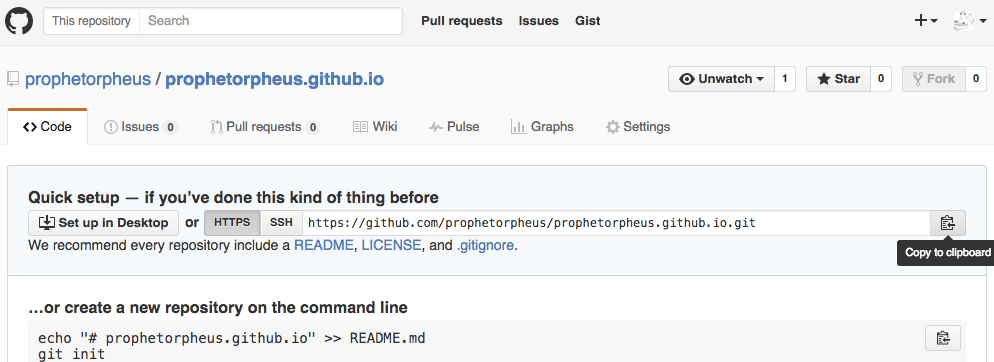 This repository Search Pull requests Issues Gist
prophetorpheus / prophetorpheus.github.io Unwatch 1 Star 0 Fork 0
Code Issues 0 Pull requests 0 Wiki Pulse Graphs Settings
Quick setup — if you’ve done this kind of thing before
Set up in Desktop or HTTPS SSH https://github.com/prophetorpheus/prophetorpheus.github.io.git
We recommend every repository include a README, LICENSE, and .gitignore.
Copy to clipboard
…or create a new repository on the command line
echo "# prophetorpheus.github.io" >> README.md
git init